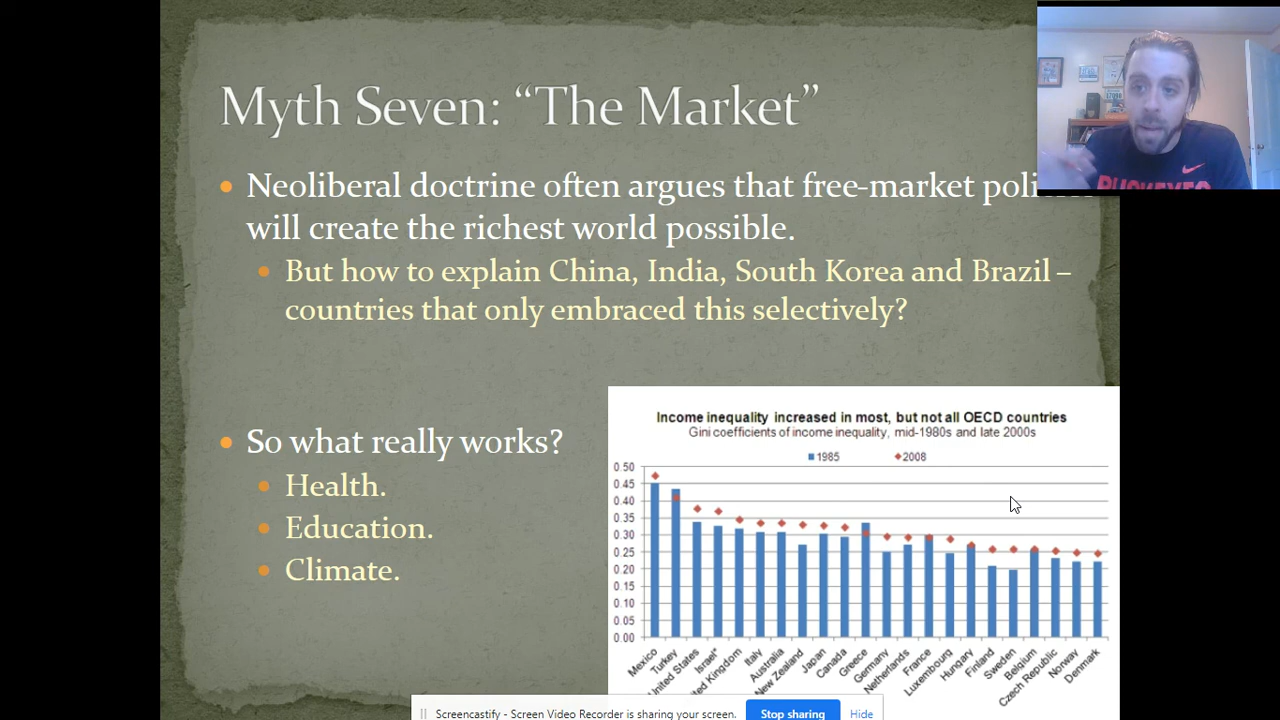 Myth Seven: “The Market”
Neoliberal doctrine often argues that free-market
will create the richest world possible.
But how to explain China, India, South Korea and Brazil –
countries that only embraced this selectively?
So what really works?
Health.
Education.
Climate.
Income inequality increased in most, but not all OECD countries
Gini coefficients of income inequality, mid-1980s and late 2000s
1985 2008
0.50
0.45
0.40
0.35
0.30
0.25
0.20
0.15
0.10
0.05
0.00
Mexico
Turkey
United States
Israel*
ted Kingdom
Italy
Australia
New Zealand
Japan
Canada
Greece
Germany
Netherlands
France
Luxembourg
Hungary
Finland
Sweden
Belgium
Czech Republic
Norway
Denmark
Screencastify - Screen Video Recorder is sharing your screen.
Stop sharing
Hide